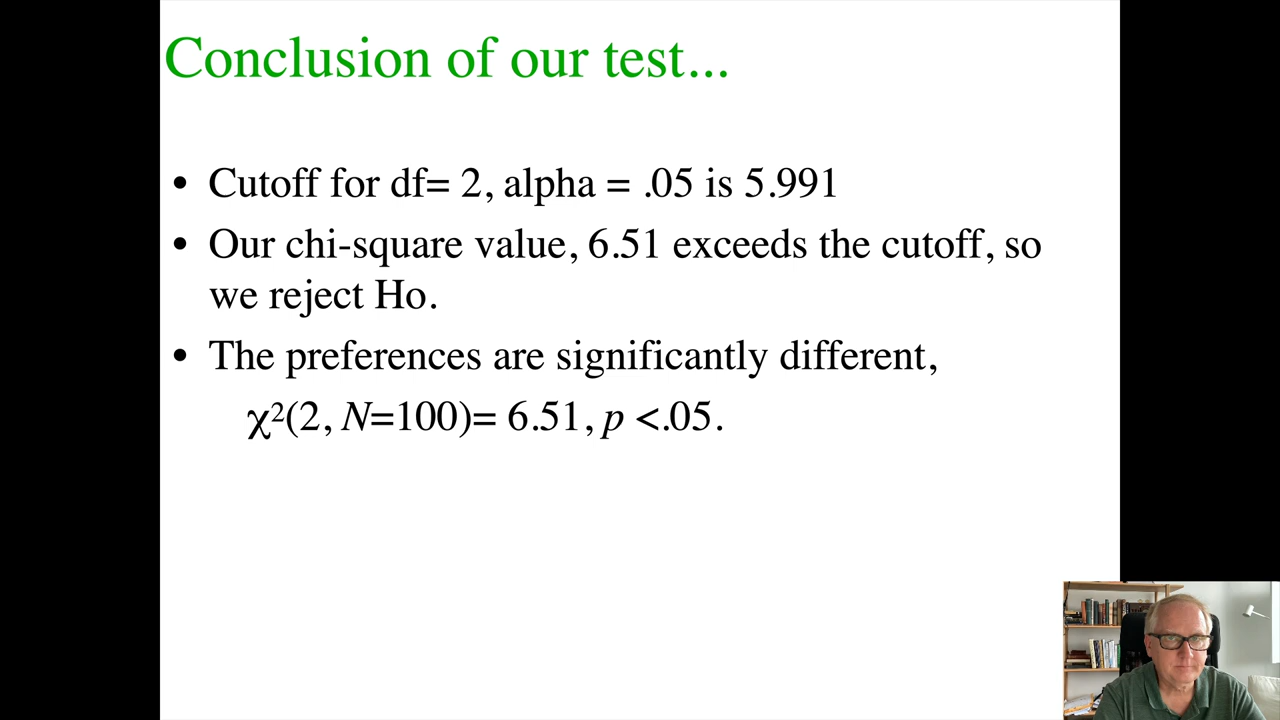 Conclusion of our test...
• Cutoff for df= 2, alpha = .05 is 5.991
• Our chi-square value, 6.51 exceeds the cutoff, so
we reject Ho.
• The preferences are significantly different,
χ²(2, N=100)= 6.51, p <.05.